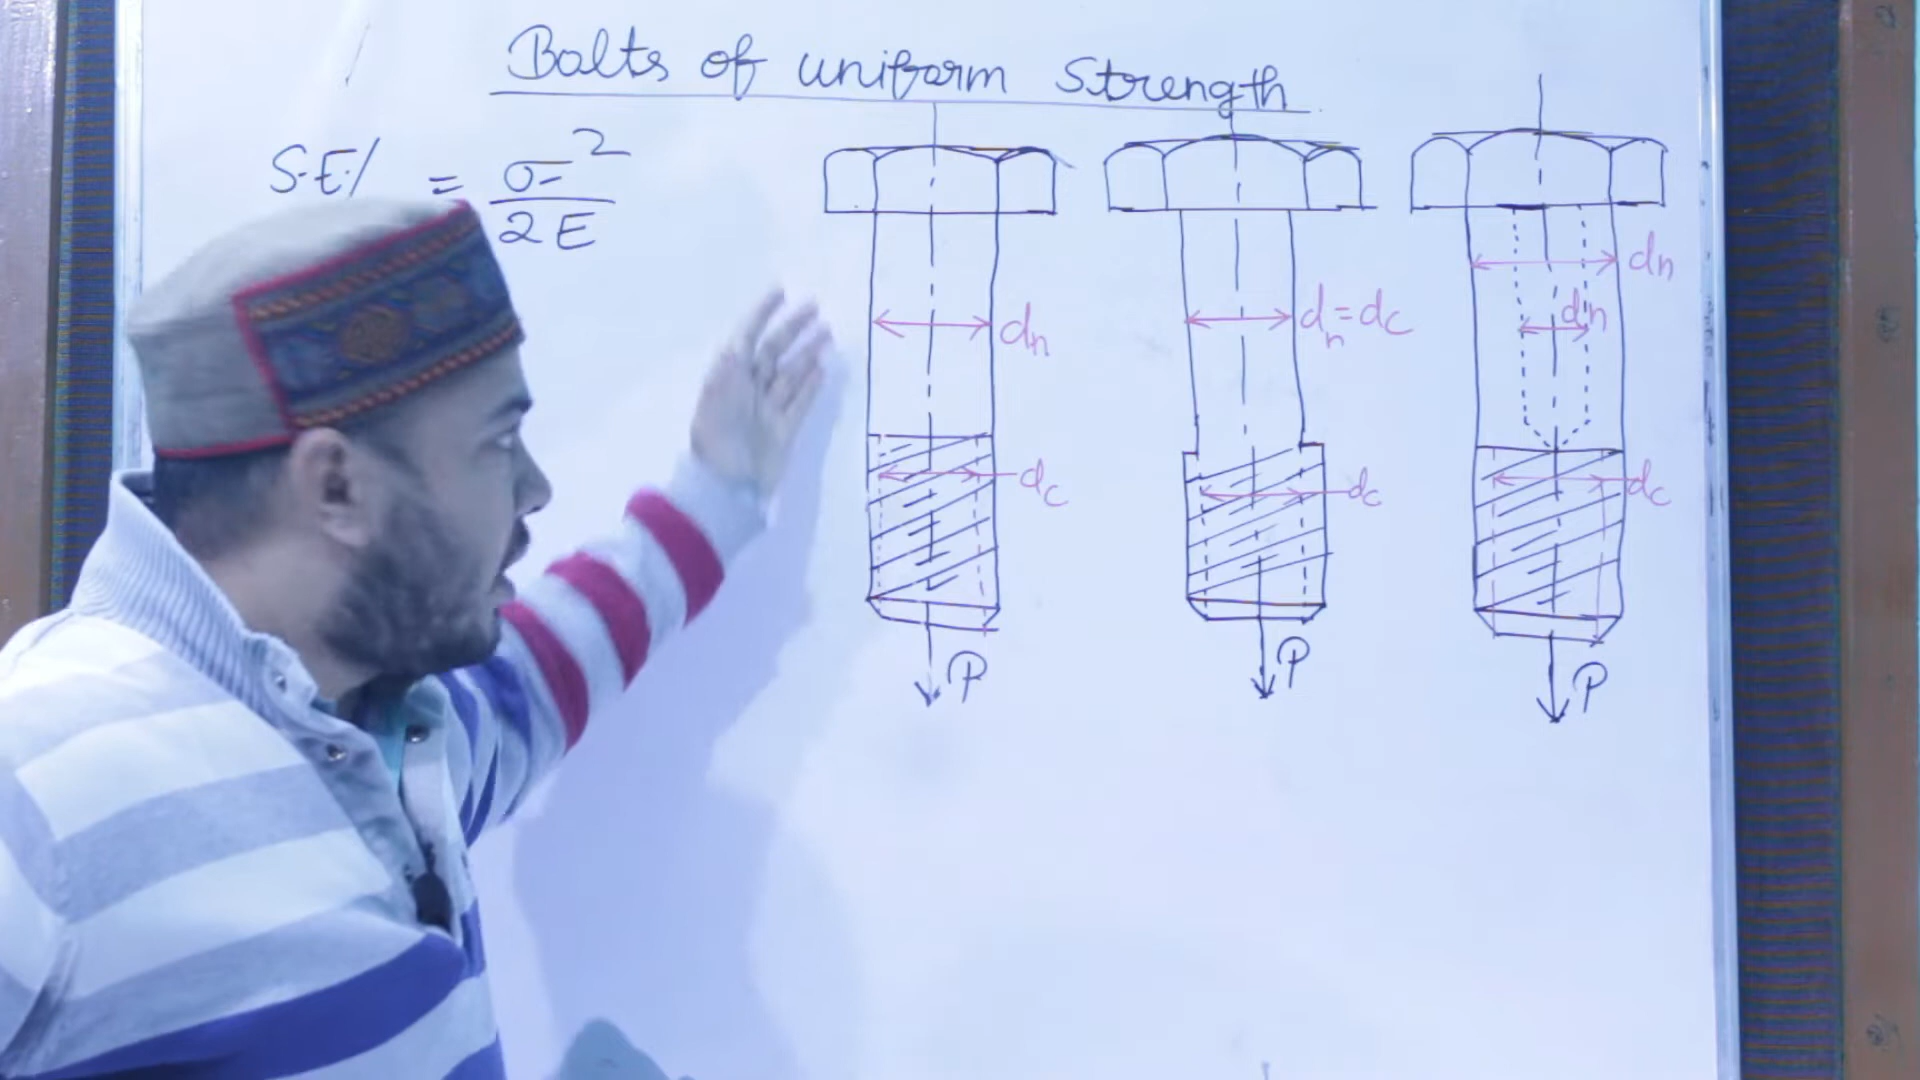 Bolts of uniform Strength
S.E./ = σ²/2E
dn
dn=dc
dn
dn
dc
dc
dc
P
P
P